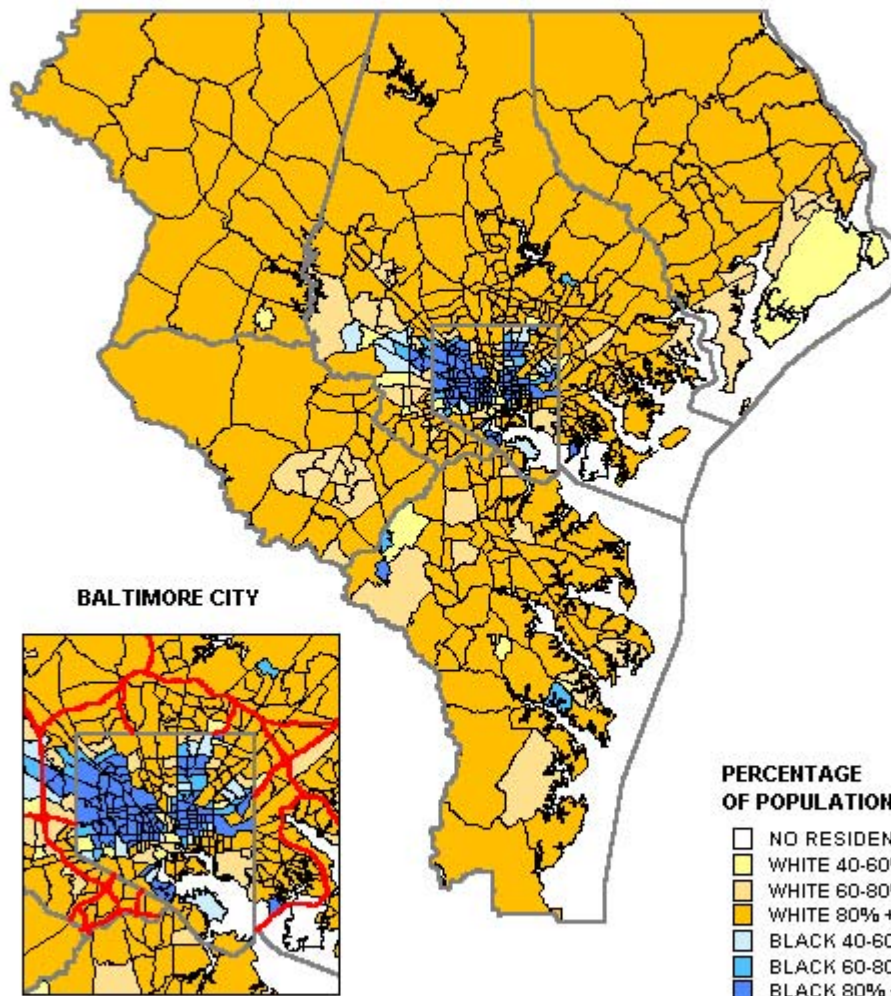 BALTIMORE CITY
PERCENTAGE
OF POPULATION
NO RESIDEN
WHITE 40-60
WHITE 60-80%
WHITE 80% +
BLACK 40-60
BLACK 60-80
BLACK 80%